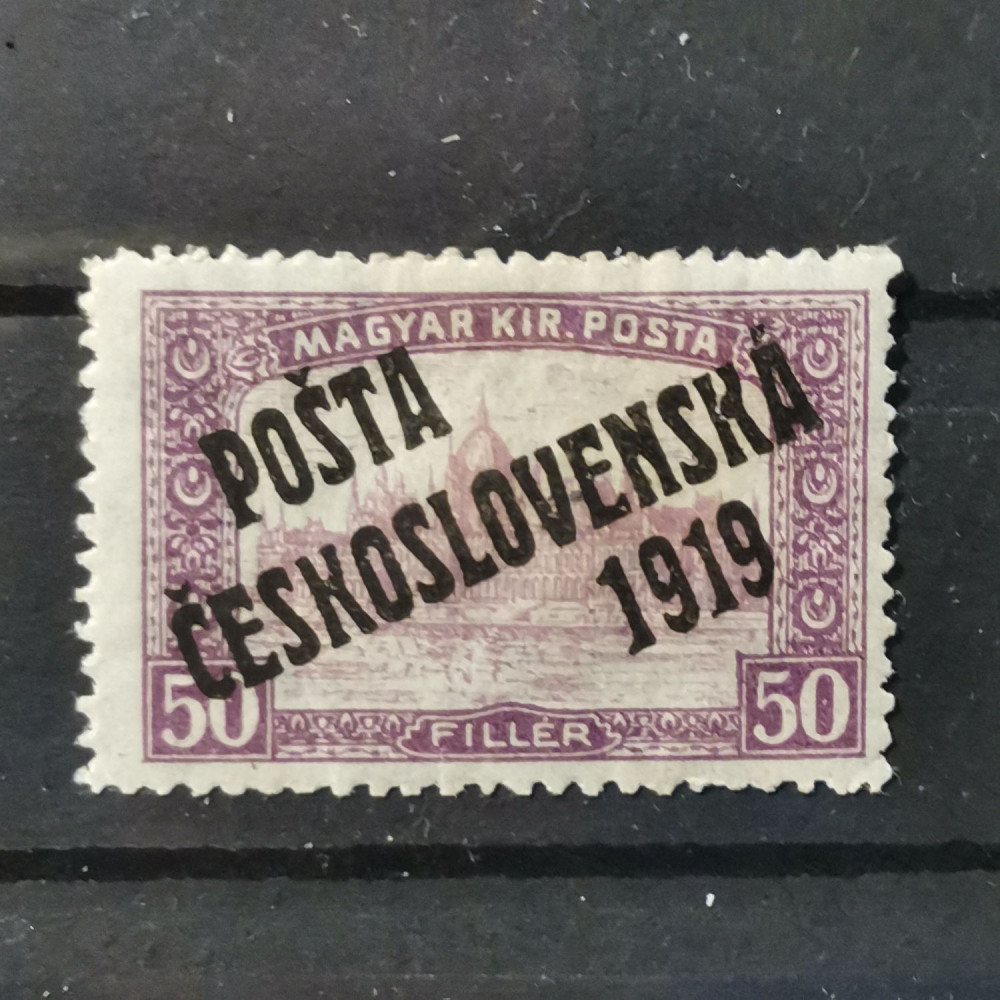 MAGYAR KIR. POSTA
POŠTA
ČESKOSLOVENSKÁ
1919
50
FILLÉR
50